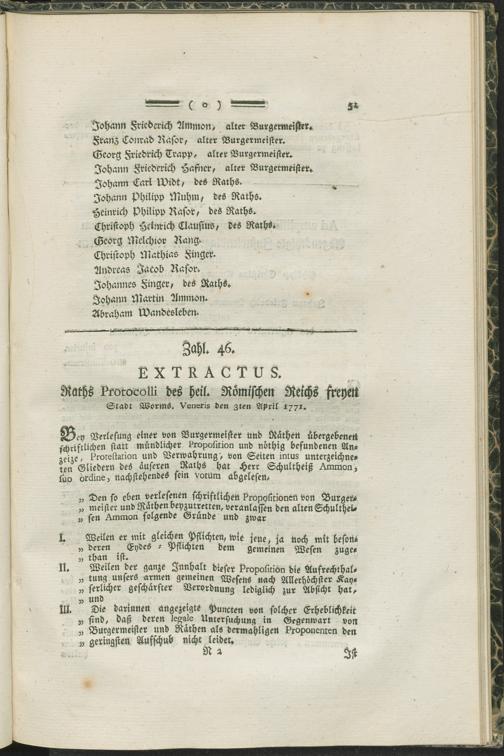 ( o ) 51
Johann Friederich Ammon, alter Burgermeister.
Franz Conrad Rasor, alter Burgermeister.
Georg Friedrich Trapp, alter Burgermeister.
Johann Friederich Hafner, alter Burgermeister.
Johann Carl Widt, des Raths.
Johann Philipp Muhm, des Raths.
Heinrich Philipp Rasor, des Raths.
Christoph Helwrich Clausius, des Raths.
Georg Melchior Rang.
Christoph Mathias Finger.
Andreas Jacob Rasor.
Johannes Finger, des Raths.
Johann Martin Ammon.
Abraham Wandesleben.
Zahl. 46.
EXTRACTUS.
Raths Protocolli des heil. Römischen Reichs freyen
Stadt Worms. Veneris den 3ten April 1771.
Bey Verlesung einer von Burgermeister und Räthen übergebenen
schriftlichen statt mündlicher Proposition und nöthig befundenen An-
zeige, Protestation und Verwahrung, von Seiten intus unterzeichne-
ten Gliedern des äuseren Raths hat Herr Schultheiß Ammon,
suo ordine, nachstehendes sein votum abgelesen.
„ Den so eben verlesenen schriftlichen Propositionen von Burger-
„ meister und Räthen beyzutretten, veranlassen den alten Schulthei-
„ sen Ammon folgende Gründe und zwar
I. Weilen er mit gleichen Pflichten, wie jene, ja noch mit beson-
„ deren Eydes-Pflichten dem gemeinen Wesen zuge-
„ than ist.
II. Weilen der ganze Innhalt dieser Proposition die Aufrechthal-
„ tung unsers armen gemeinen Wesens nach Allerhöchster Kay-
„ serlicher geschärfter Verordnung lediglich zur Absicht hat,
„ und
III. Die darinnen angezeigte Puncten von solcher Erheblichkeit
„ sind, daß deren legale Untersuchung in Gegenwart von
„ Burgermeister und Räthen als dermahligen Proponenten den
„ geringsten Aufschub nicht leidet.
N 2 Ist